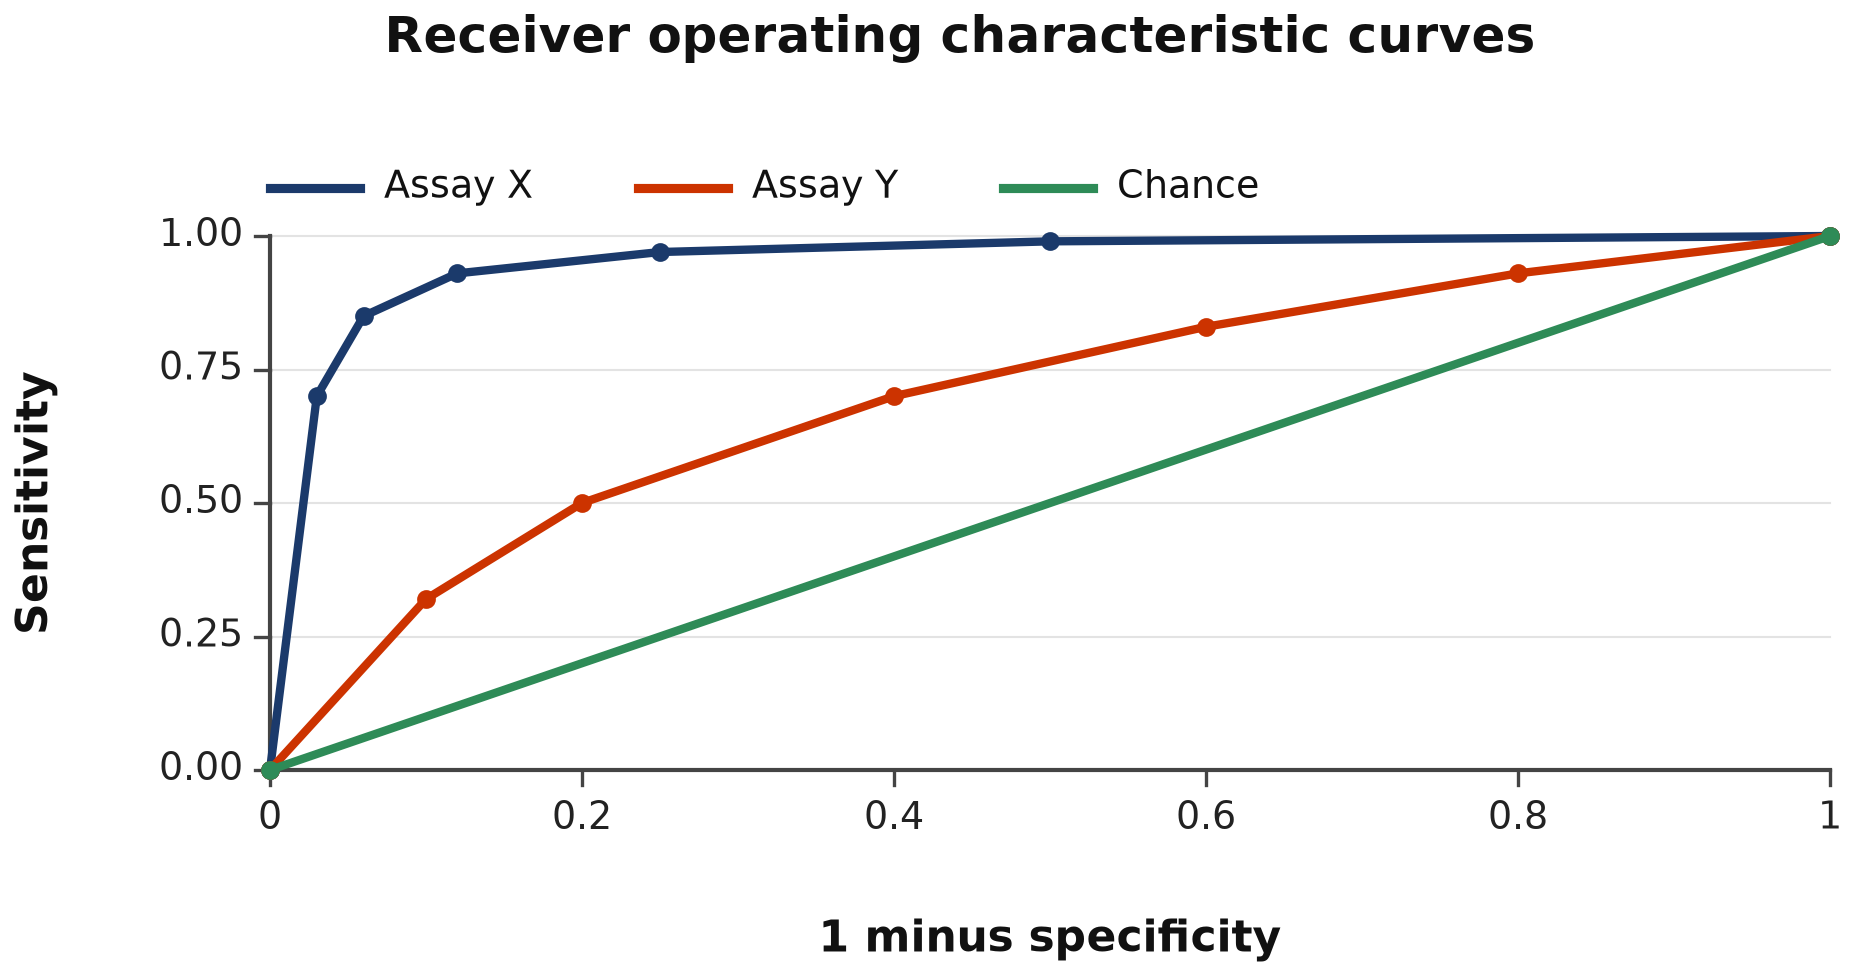 Receiver operating characteristic curves
Assay X Assay Y Chance
1.00
0.75
0.50
0.25
0.00
Sensitivity
0 0.2 0.4 0.6 0.8 1
1 minus specificity